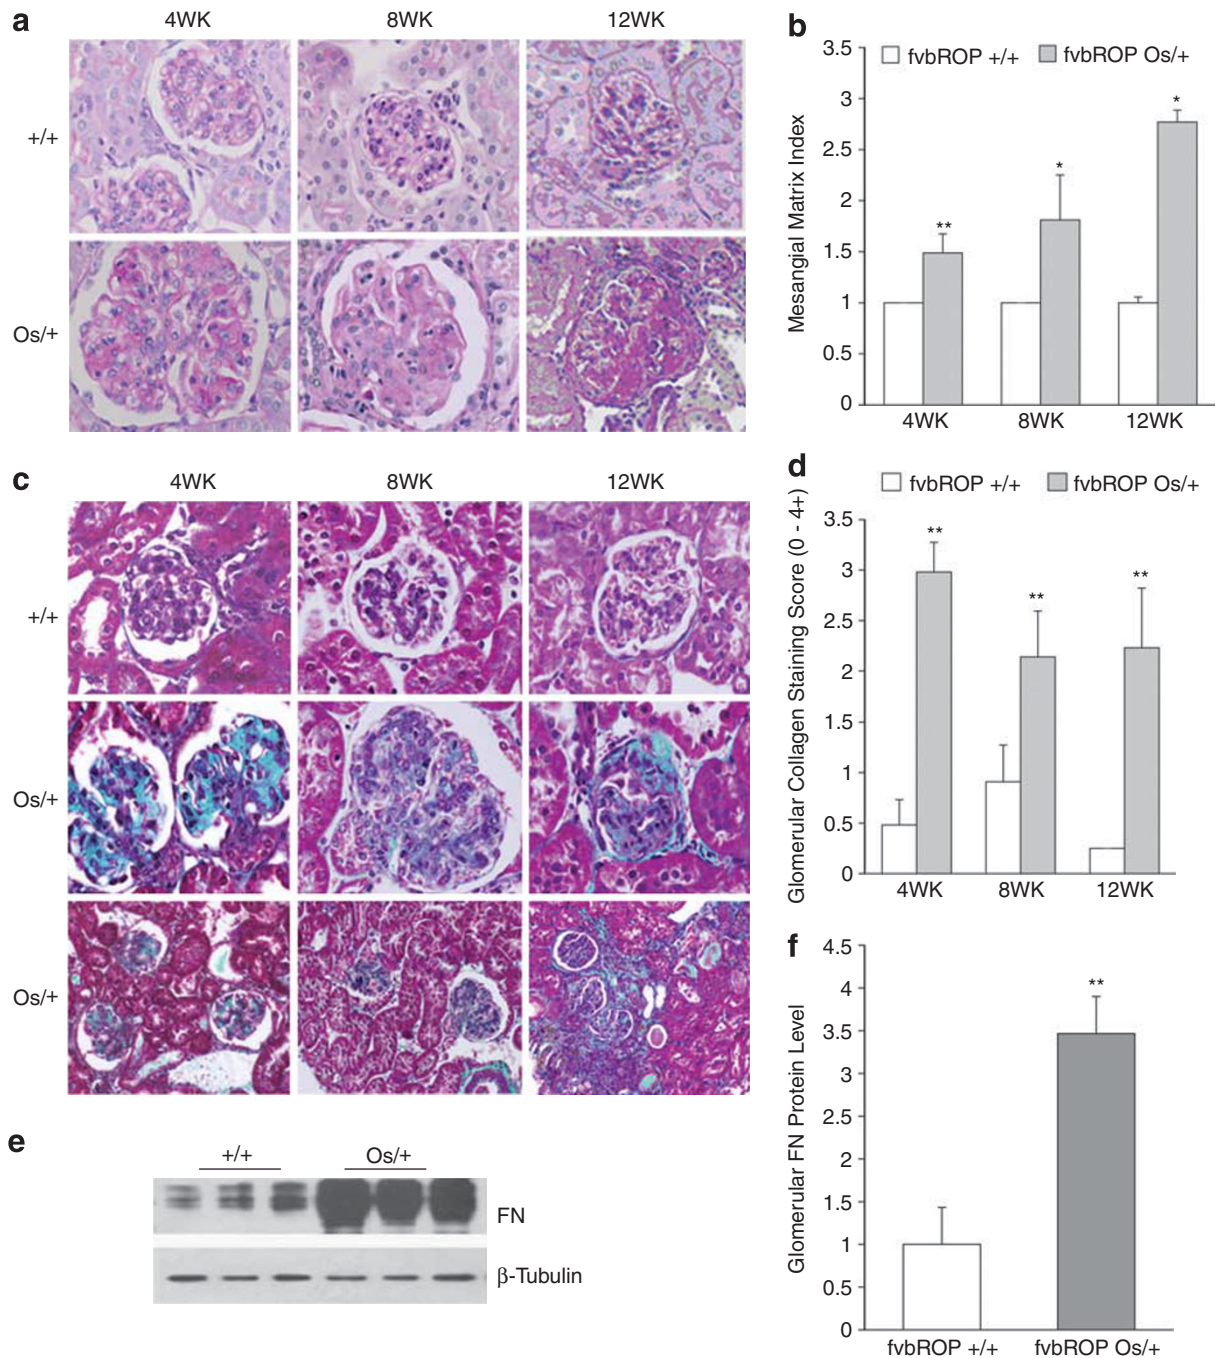 a
4WK 8WK 12WK
+/+
Os/+
b
fvbROP +/+ fvbROP Os/+
Mesangial Matrix Index
3.5
3
2.5
2
1.5
1
0.5
0
** * *
4WK 8WK 12WK
c
4WK 8WK 12WK
+/+
Os/+
Os/+
d
fvbROP +/+ fvbROP Os/+
Glomerular Collagen Staining Score (0 - 4+)
3.5
3
2.5
2
1.5
1
0.5
0
** ** **
4WK 8WK 12WK
e
+/+ Os/+
FN
β-Tubulin
f
Glomerular FN Protein Level
4.5
4
3.5
3
2.5
2
1.5
1
0.5
0
**
fvbROP +/+ fvbROP Os/+